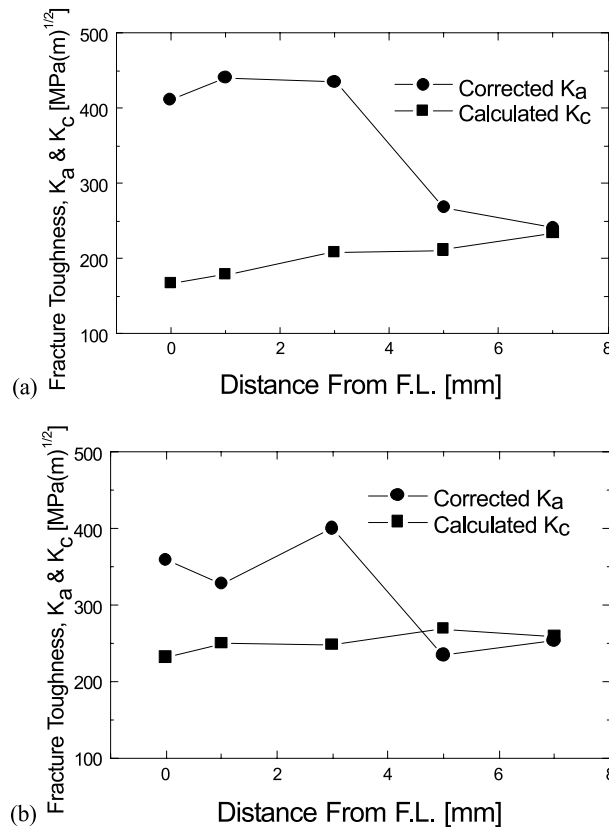 500
400
300
200
100
Fracture Toughness, Ka & Kc [MPa(m)1/2]
Corrected Ka
Calculated Kc
0 2 4 6 8
(a)
Distance From F.L. [mm]
500
400
300
200
100
Fracture Toughness, Ka & Kc [MPa(m)1/2]
Corrected Ka
Calculated Kc
0 2 4 6 8
(b)
Distance From F.L. [mm]